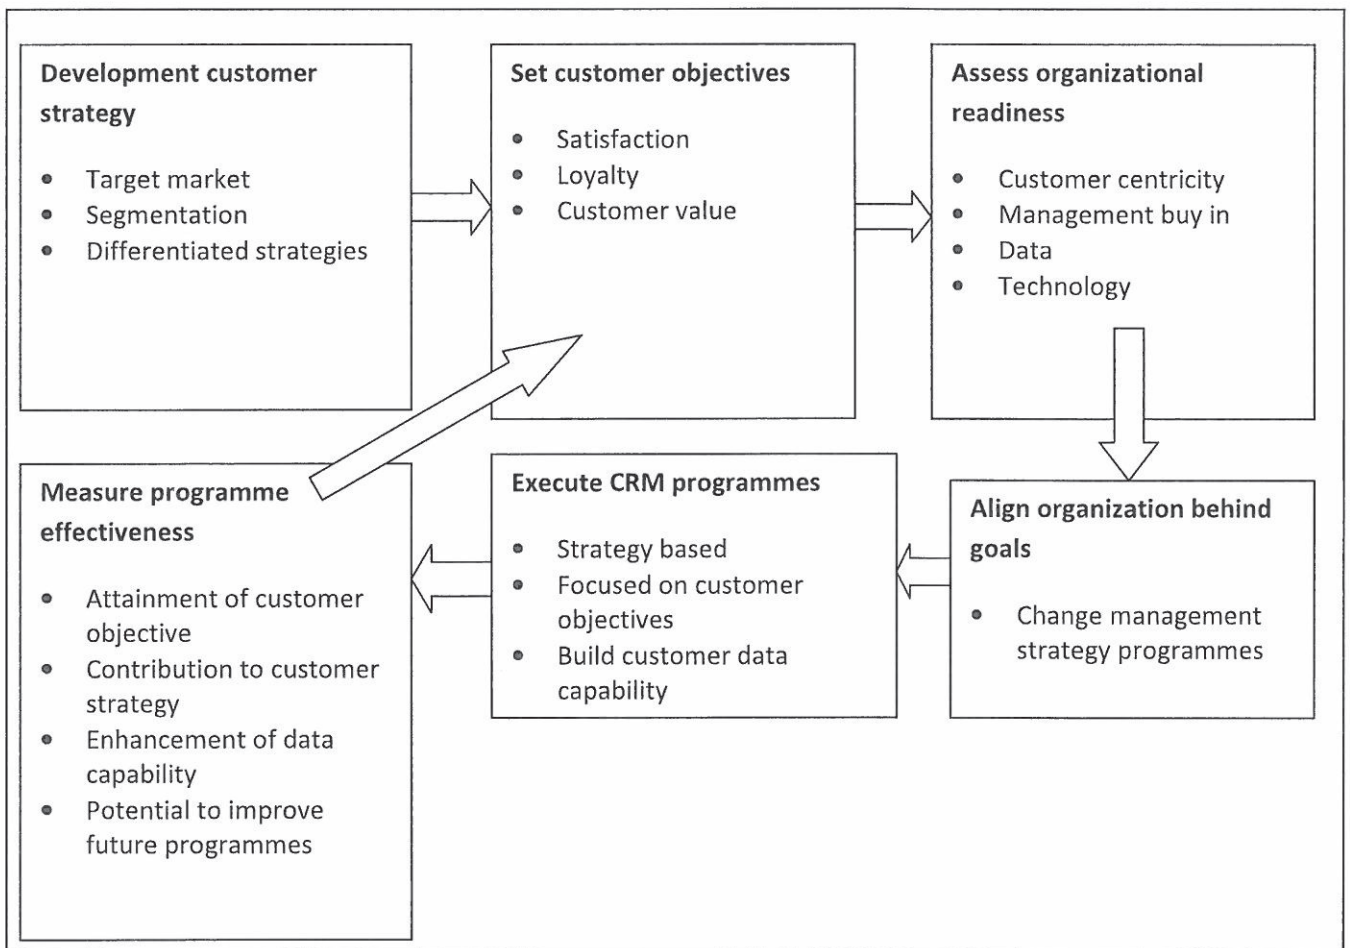 Development customer
strategy
• Target market
• Segmentation
• Differentiated strategies
Set customer objectives
• Satisfaction
• Loyalty
• Customer value
Assess organizational
readiness
• Customer centricity
• Management buy in
• Data
• Technology
Align organization behind
goals
• Change management
strategy programmes
Execute CRM programmes
• Strategy based
• Focused on customer
objectives
• Build customer data
capability
Measure programme
effectiveness
• Attainment of customer
objective
• Contribution to customer
strategy
• Enhancement of data
capability
• Potential to improve
future programmes